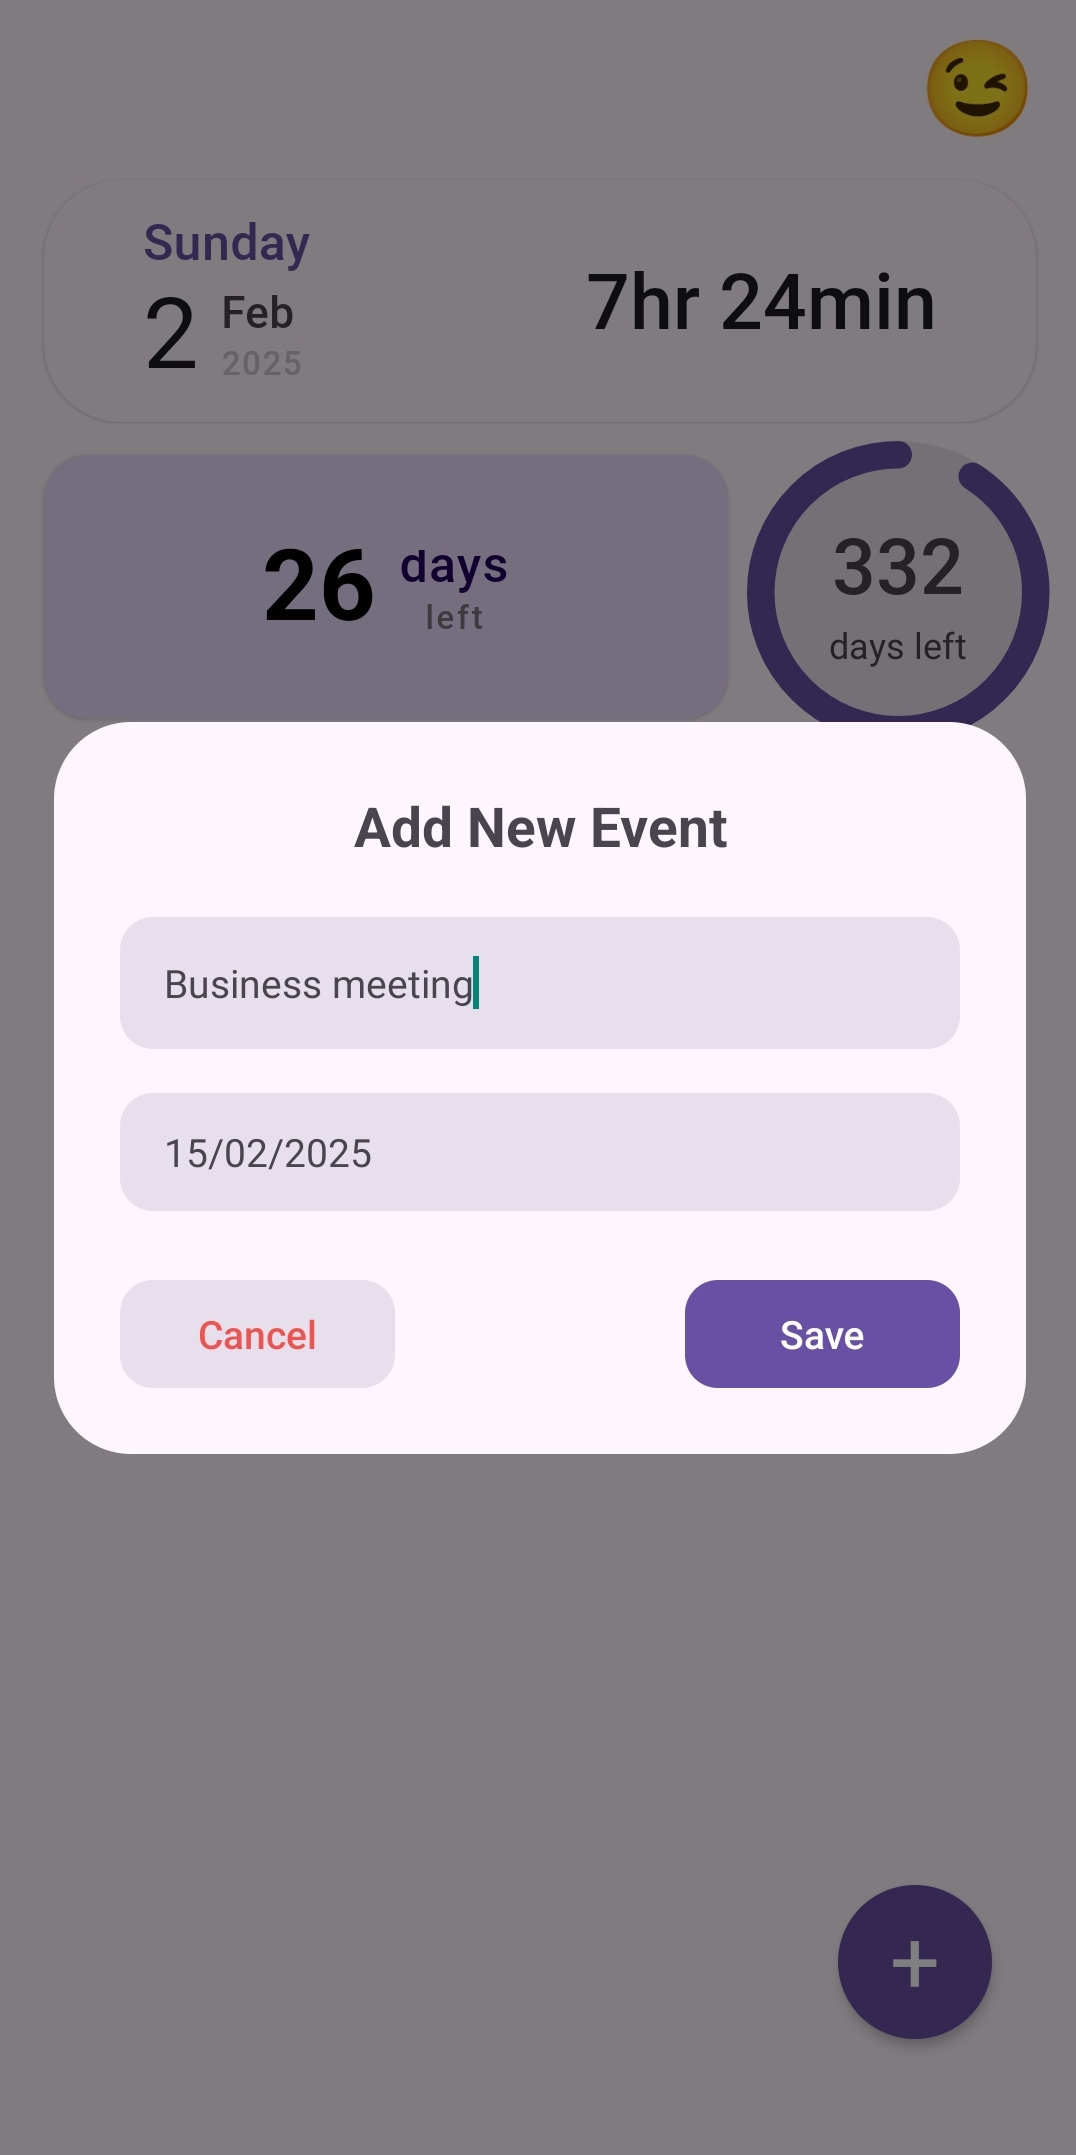 Sunday
2 Feb
2025
7hr 24min
26 days
left
332
days left
Add New Event
Business meeting
15/02/2025
Cancel
Save
+